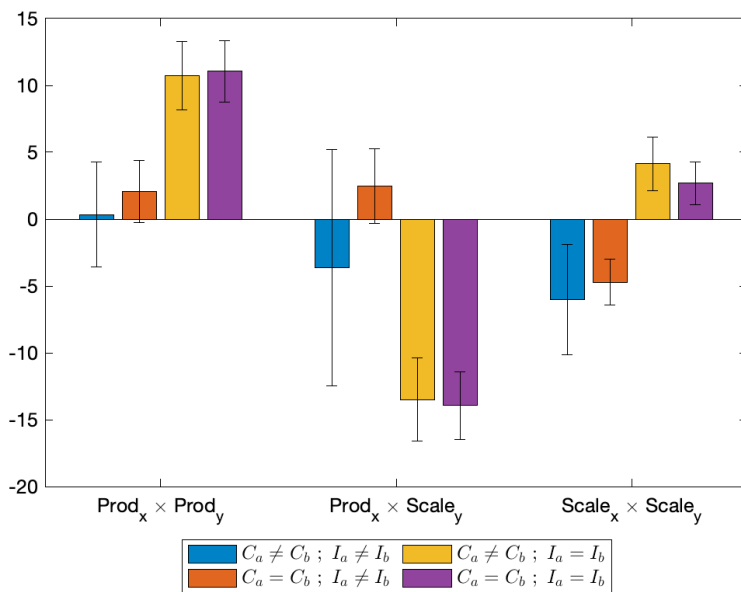 15
10
5
0
-5
-10
-15
-20
Prod_x × Prod_y Prod_x × Scale_y Scale_x × Scale_y
C_a ≠ C_b ; I_a ≠ I_b C_a ≠ C_b ; I_a = I_b
C_a = C_b ; I_a ≠ I_b C_a = C_b ; I_a = I_b